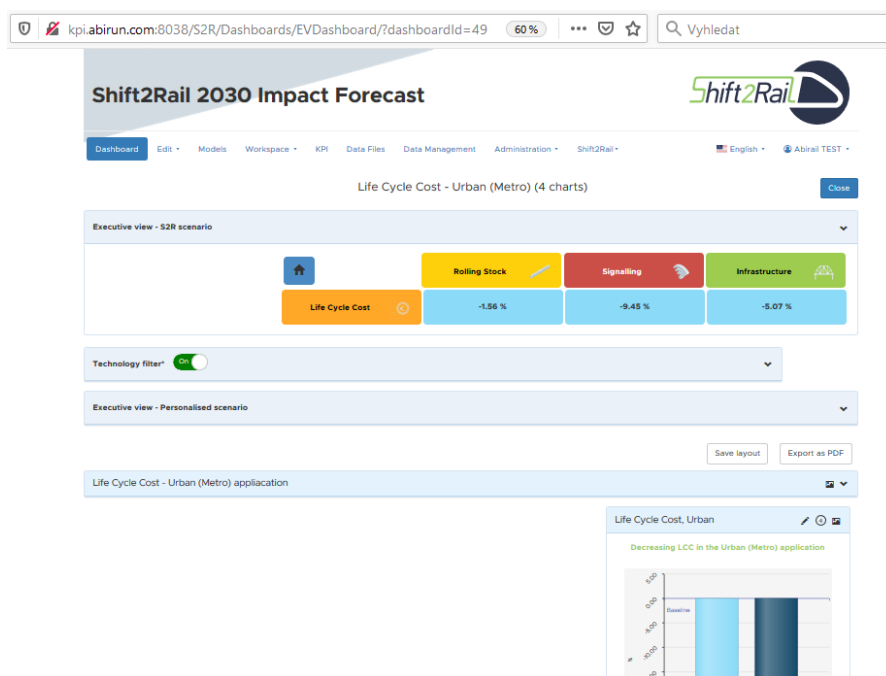 kpi.abirun.com:8038/S2R/Dashboards/EVDashboard/?dashboardId=49 60% ••• Vyhledat
Shift2Rail 2030 Impact Forecast
Shift2Rail
Dashboard Edit Models Workspace KPI Data Files Data Management Administration Shift2Rail English Abirail TEST
Life Cycle Cost - Urban (Metro) (4 charts)
Close
Executive view - S2R scenario
Rolling Stock Signalling Infrastructure
Life Cycle Cost -1.56 % -9.45 % -5.07 %
Technology filter* On
Executive view - Personalised scenario
Save layout Export as PDF
Life Cycle Cost - Urban (Metro) appliacation
Life Cycle Cost, Urban
Decreasing LCC in the Urban (Metro) application
5.00
0.00
Baseline
-5.00
-10.00
%